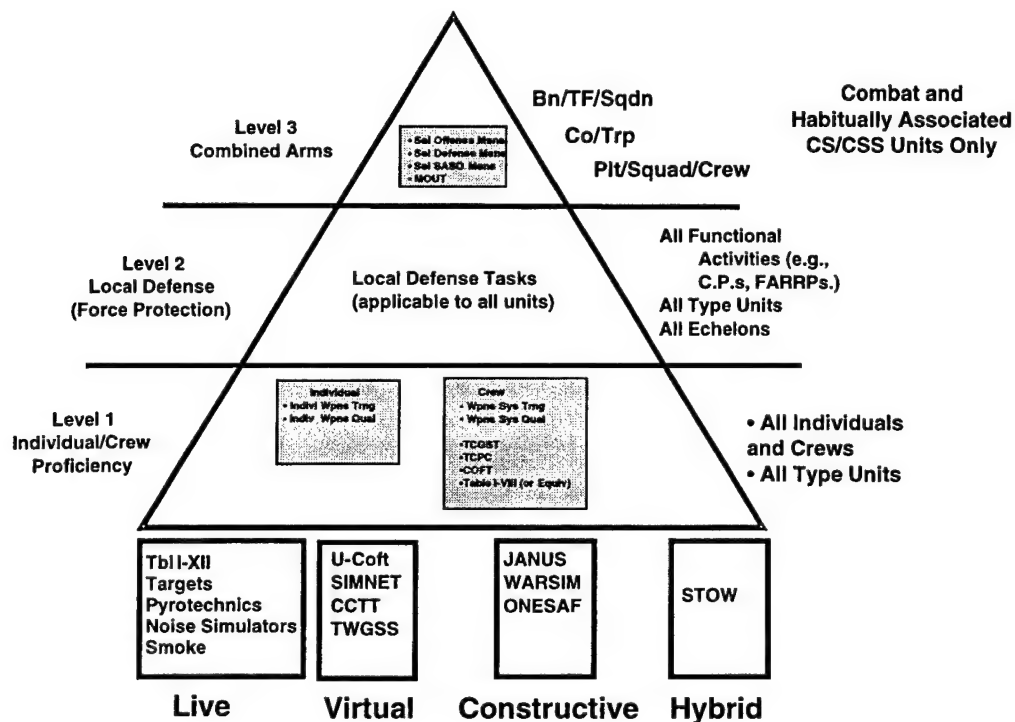 Level 3
Combined Arms
• Sel Offense Msns
• Sel Defense Msns
• Sel SASO Msns
• MOUT
Bn/TF/Sqdn
Co/Trp
Plt/Squad/Crew
Combat and
Habitually Associated
CS/CSS Units Only
Level 2
Local Defense
(Force Protection)
Local Defense Tasks
(applicable to all units)
All Functional
Activities (e.g.,
C.P.s, FARRPs.)
All Type Units
All Echelons
Level 1
Individual/Crew
Proficiency
Individual
• Indivl Wpns Trng
• Indiv. Wpns Qual
Crew
• Wpns Sys Trng
• Wpns Sys Qual
•TCGST
•TCPC
•COFT
•Table I-VIII (or Equiv)
• All Individuals
and Crews
• All Type Units
Tbl I-XII
Targets
Pyrotechnics
Noise Simulators
Smoke
U-Coft
SIMNET
CCTT
TWGSS
JANUS
WARSIM
ONESAF
STOW
Live
Virtual
Constructive
Hybrid